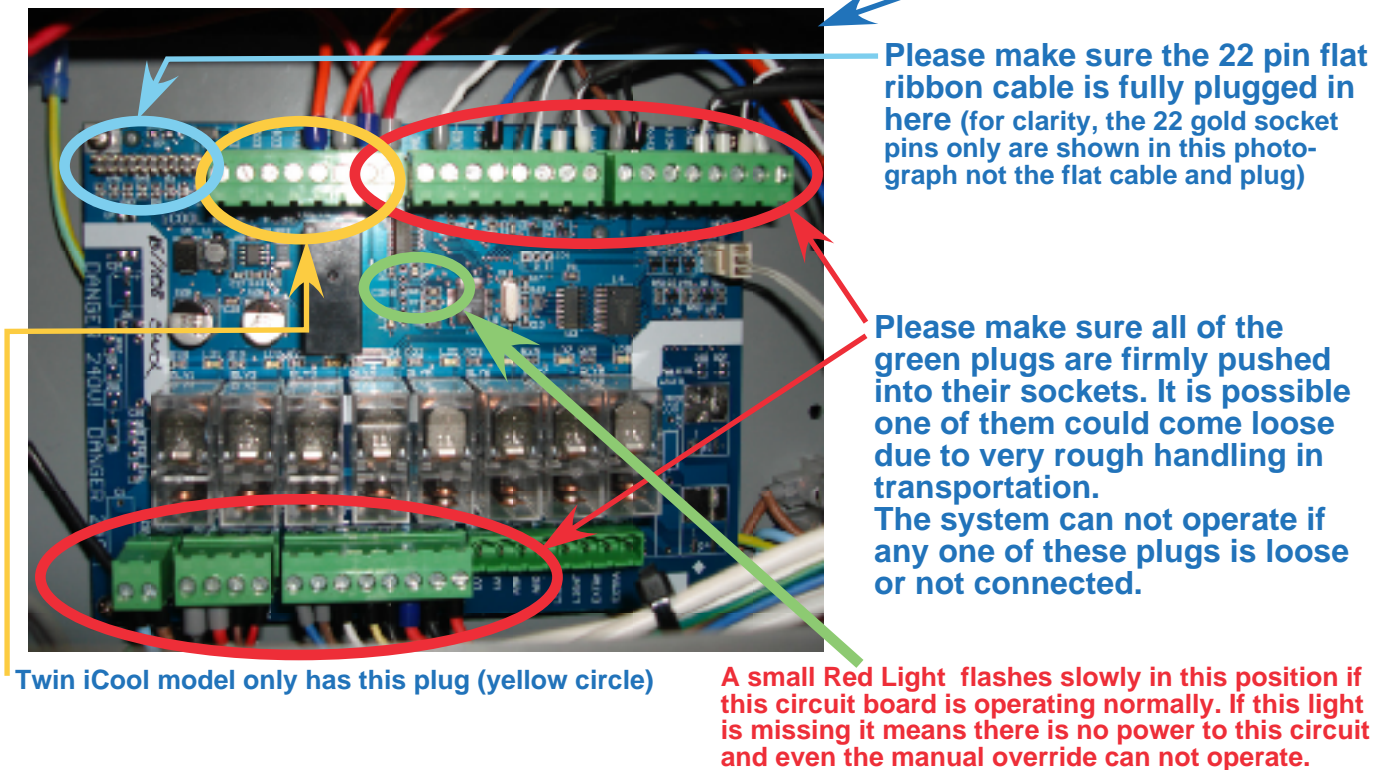 Please make sure the 22 pin flat
ribbon cable is fully plugged in
here (for clarity, the 22 gold socket
pins only are shown in this photo-
graph not the flat cable and plug)
DANGER 240V DANGER
Please make sure all of the
green plugs are firmly pushed
into their sockets. It is possible
one of them could come loose
due to very rough handling in
transportation.
The system can not operate if
any one of these plugs is loose
or not connected.
Twin iCool model only has this plug (yellow circle)
A small Red Light flashes slowly in this position if
this circuit board is operating normally. If this light
is missing it means there is no power to this circuit
and even the manual override can not operate.